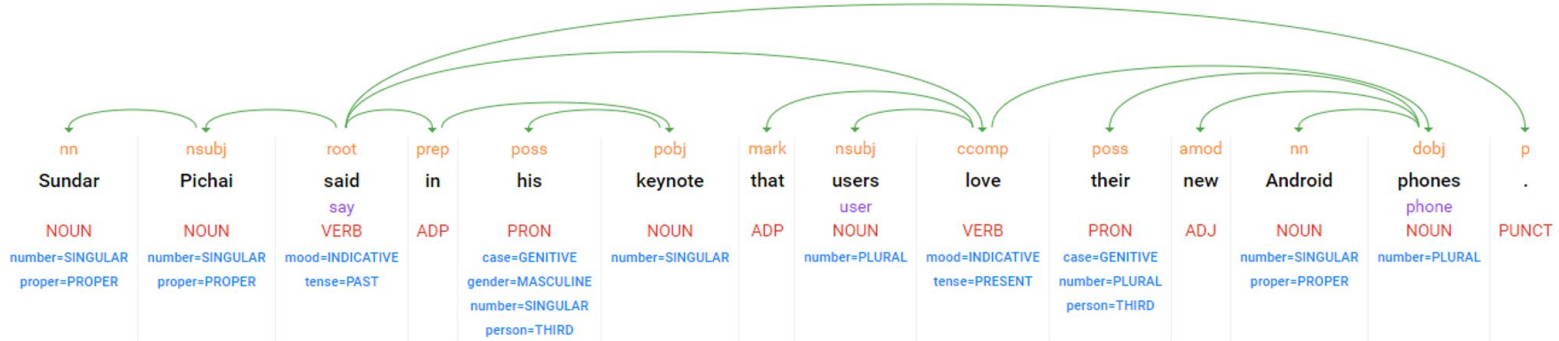 nn nsubj root prep poss pobj mark nsubj ccomp poss amod nn dobj p
Sundar Pichai said in his keynote that users love their new Android phones .
say user phone
NOUN NOUN VERB ADP PRON NOUN ADP NOUN VERB PRON ADJ NOUN NOUN PUNCT
number=SINGULAR number=SINGULAR mood=INDICATIVE case=GENITIVE number=SINGULAR number=PLURAL mood=INDICATIVE case=GENITIVE number=SINGULAR number=PLURAL
proper=PROPER proper=PROPER tense=PAST gender=MASCULINE tense=PRESENT number=PLURAL proper=PROPER
number=SINGULAR person=THIRD
person=THIRD